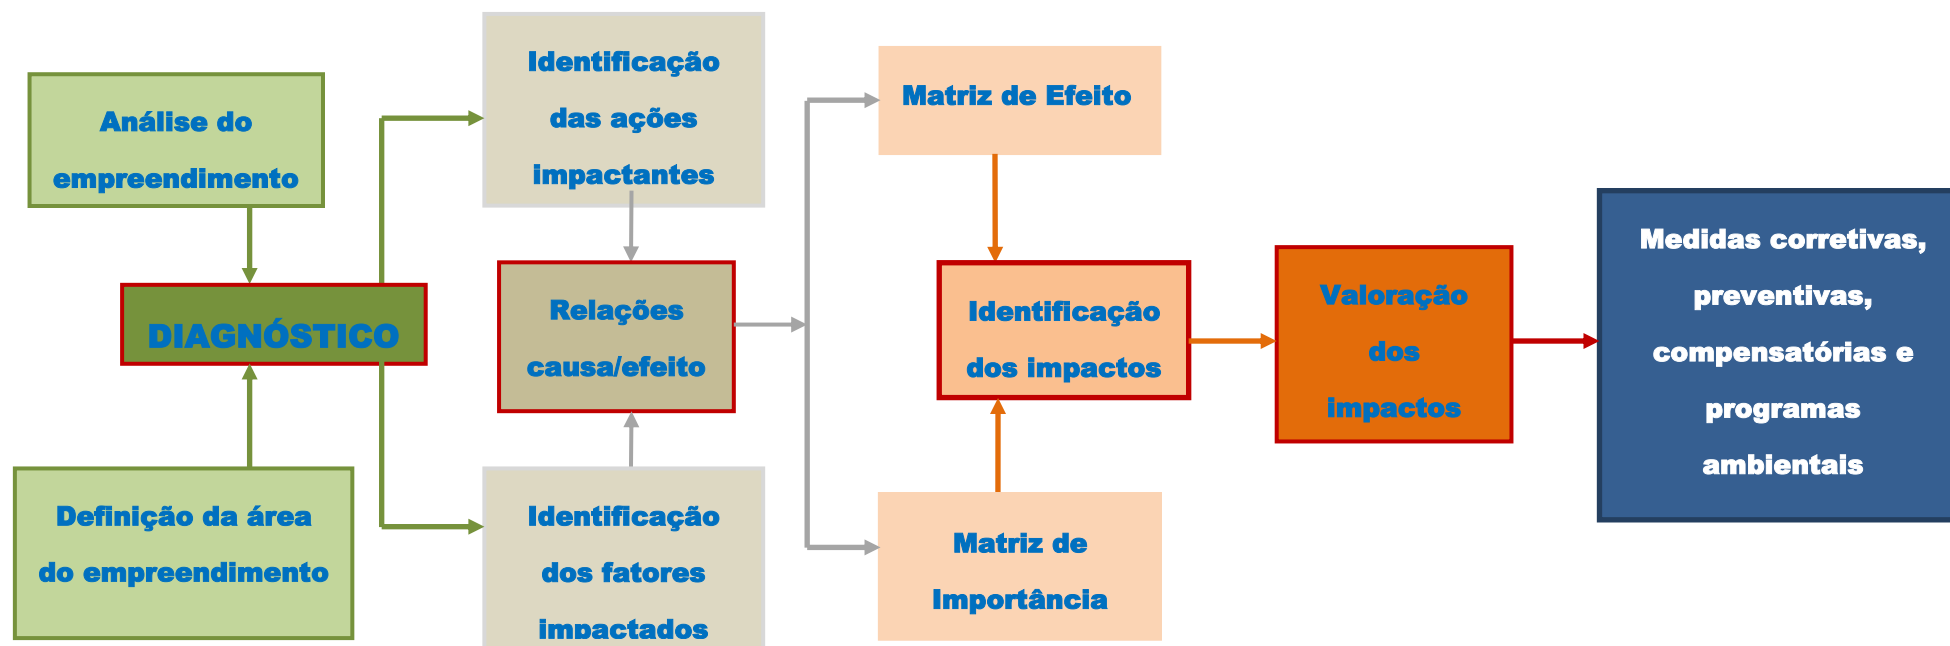 Análise do
empreendimento
DIAGNÓSTICO
Definição da área
do empreendimento
Identificação
das ações
impactantes
Relações
causa/efeito
Identificação
dos fatores
impactados
Matriz de Efeito
Identificação
dos impactos
Matriz de
Importância
Valoração
dos
impactos
Medidas corretivas,
preventivas,
compensatórias e
programas
ambientais